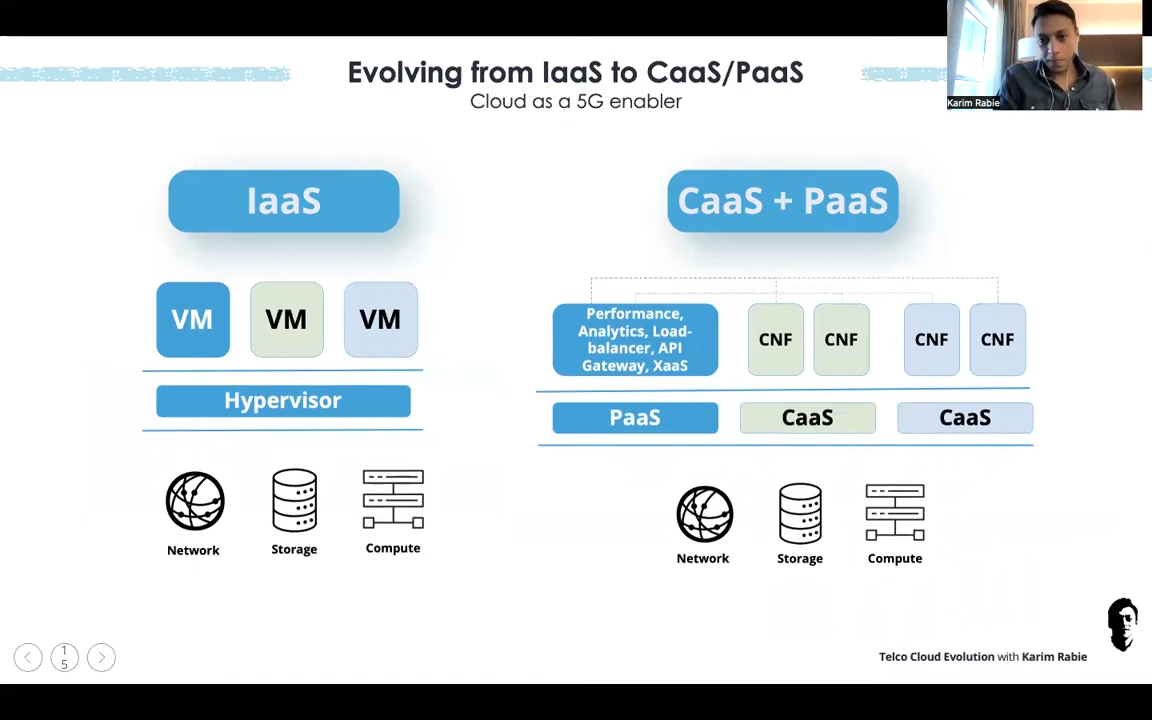 Evolving from IaaS to CaaS/PaaS
Cloud as a 5G enabler
Karim Rabie
IaaS
CaaS + PaaS
VM
VM
VM
Performance,
Analytics, Load-
balancer, API
Gateway, XaaS
CNF
CNF
CNF
CNF
Hypervisor
PaaS
CaaS
CaaS
Network
Storage
Compute
Network
Storage
Compute
1
5
Telco Cloud Evolution with Karim Rabie